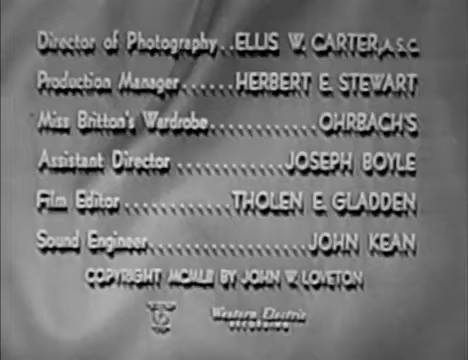 Director of Photography..ELLIS W. CARTER, A.S.C.
Production Manager......HERBERT E. STEWART
Miss Britton's Wardrobe............OHRBACH'S
Assistant Director ...............JOSEPH BOYLE
Film Editor............THOLEN E. GLADDEN
Sound Engineer..................JOHN KEAN
COPYRIGHT MCMLII BY JOHN W. LOVETON
Western Electric
RECORDING